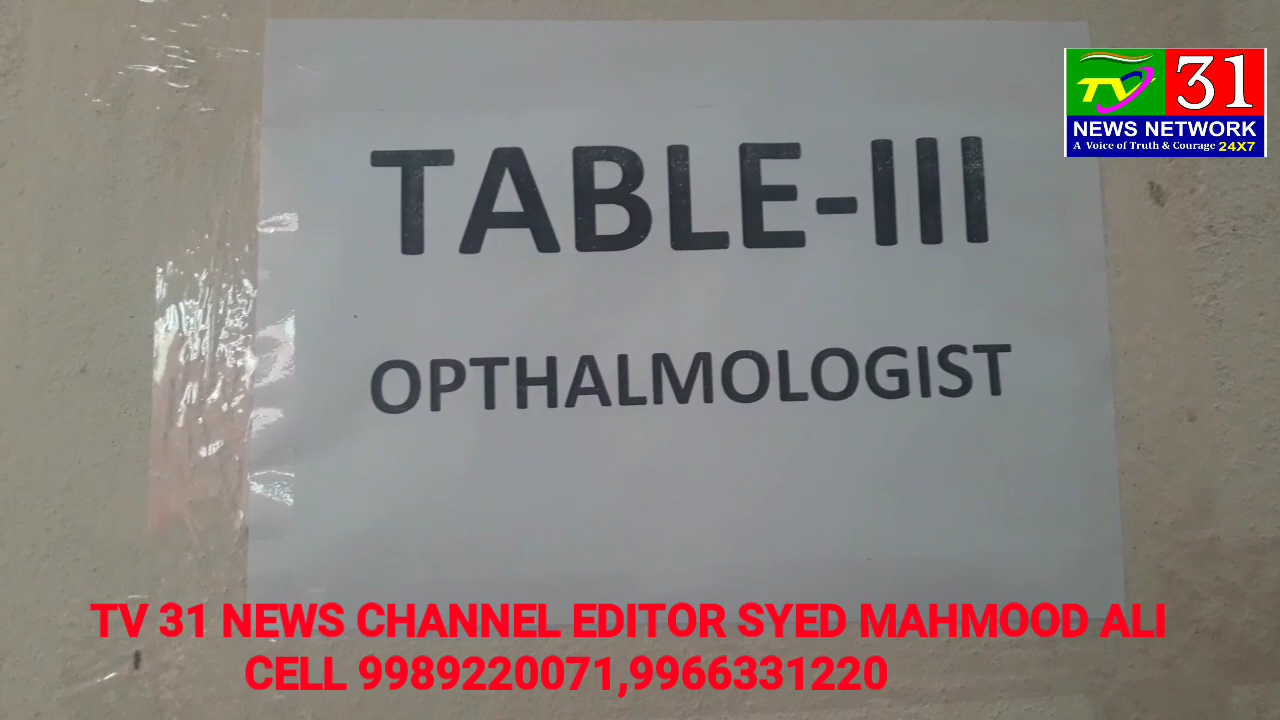 TABLE-III
OPTHALMOLOGIST
TV 31
NEWS NETWORK
A Voice of Truth & Courage 24X7
TV 31 NEWS CHANNEL EDITOR SYED MAHMOOD ALI
CELL 9989220071,9966331220